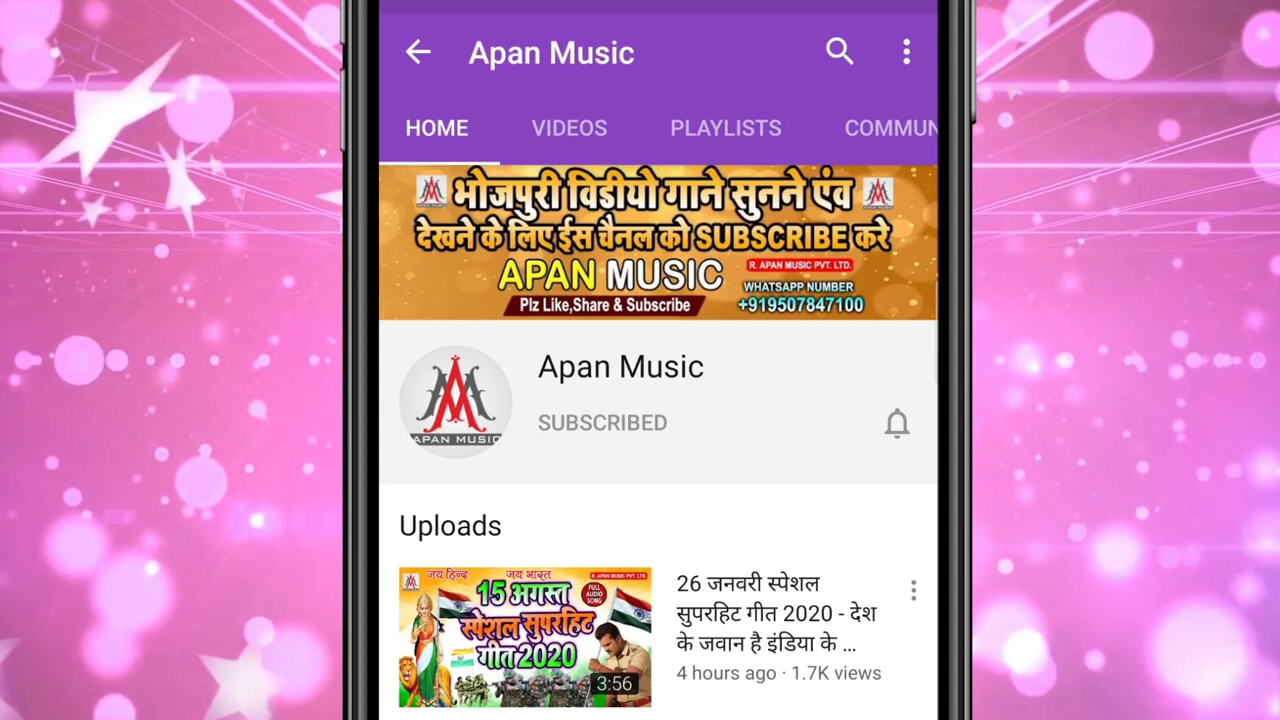 Apan Music
HOME VIDEOS PLAYLISTS COMMUN
भोजपुरी विडीयो गाने सुनने एंव
देखने के लिए ईस चैनल को SUBSCRIBE करे
APAN MUSIC
R. APAN MUSIC PVT. LTD.
WHATSAPP NUMBER
+919507847100
Plz Like,Share & Subscribe
Apan Music
SUBSCRIBED
APAN MUSIC
Uploads
जय हिन्द जय भारत
R. APAN MUSIC PVT. LTD
15 अगस्त
FULL
AUDIO
SONG
स्पेशल सुपरहिट
गीत 2020
3:56
26 जनवरी स्पेशल
सुपरहिट गीत 2020 - देश
के जवान है इंडिया के ...
4 hours ago · 1.7K views